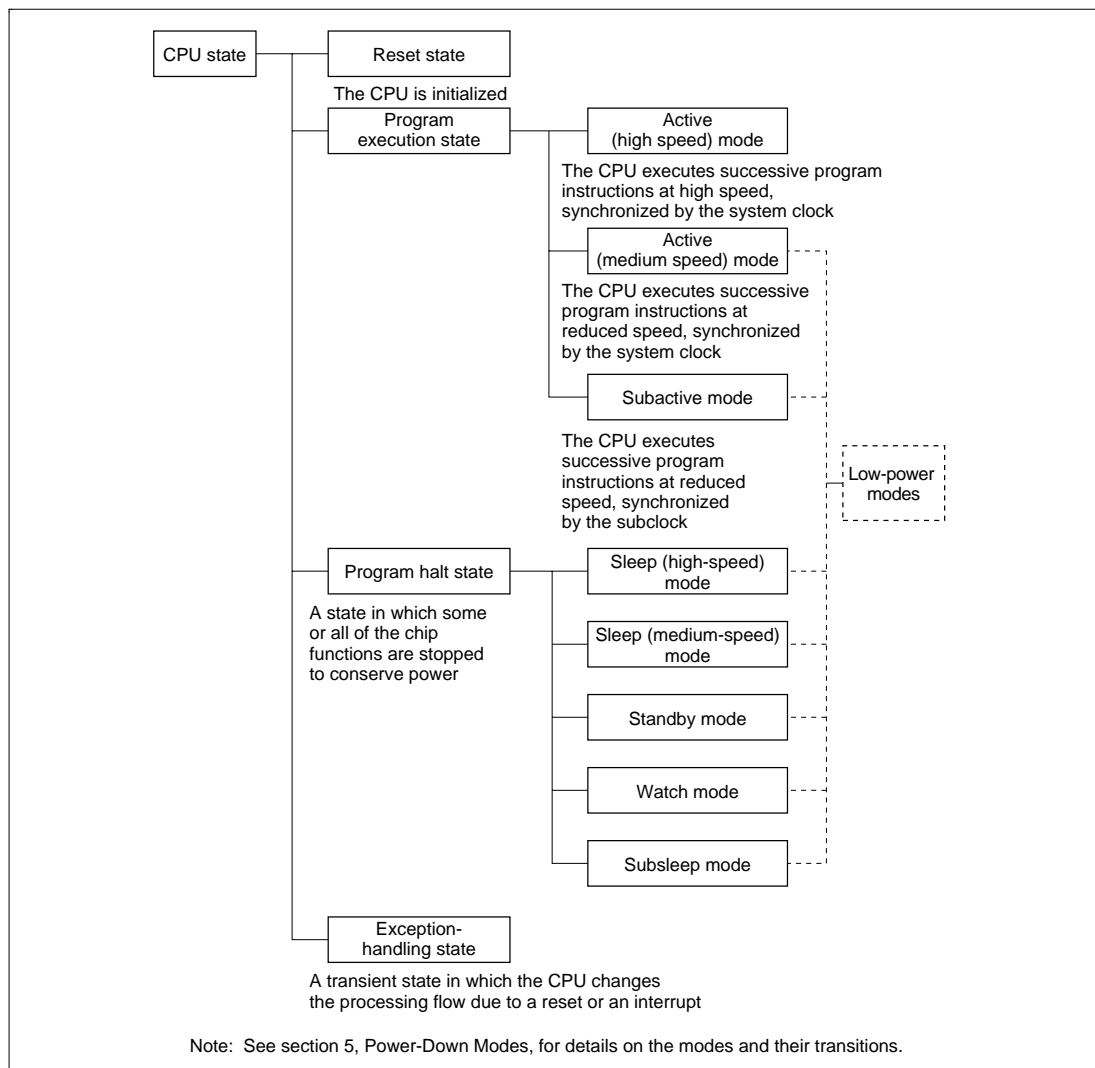 CPU state
Reset state
The CPU is initialized
Program
execution state
Active
(high speed) mode
The CPU executes successive program
instructions at high speed,
synchronized by the system clock
Active
(medium speed) mode
The CPU executes successive
program instructions at
reduced speed, synchronized
by the system clock
Subactive mode
The CPU executes
successive program
instructions at reduced
speed, synchronized
by the subclock
Low-power
modes
Program halt state
A state in which some
or all of the chip
functions are stopped
to conserve power
Sleep (high-speed)
mode
Sleep (medium-speed)
mode
Standby mode
Watch mode
Subsleep mode
Exception-
handling state
A transient state in which the CPU changes
the processing flow due to a reset or an interrupt
Note: See section 5, Power-Down Modes, for details on the modes and their transitions.